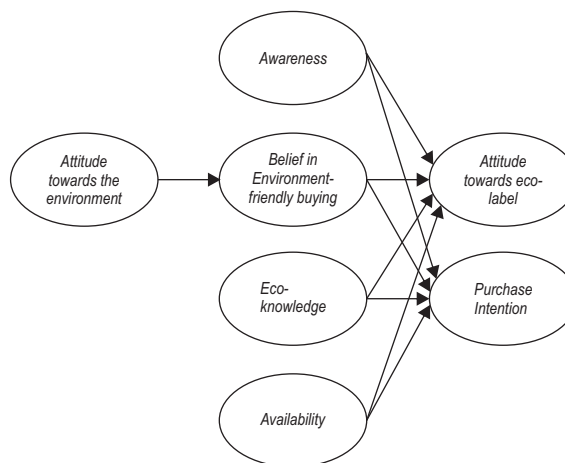 Awareness
Attitude
towards the
environment
Belief in
Environment-
friendly buying
Attitude
towards eco-
label
Eco-
knowledge
Purchase
Intention
Availability